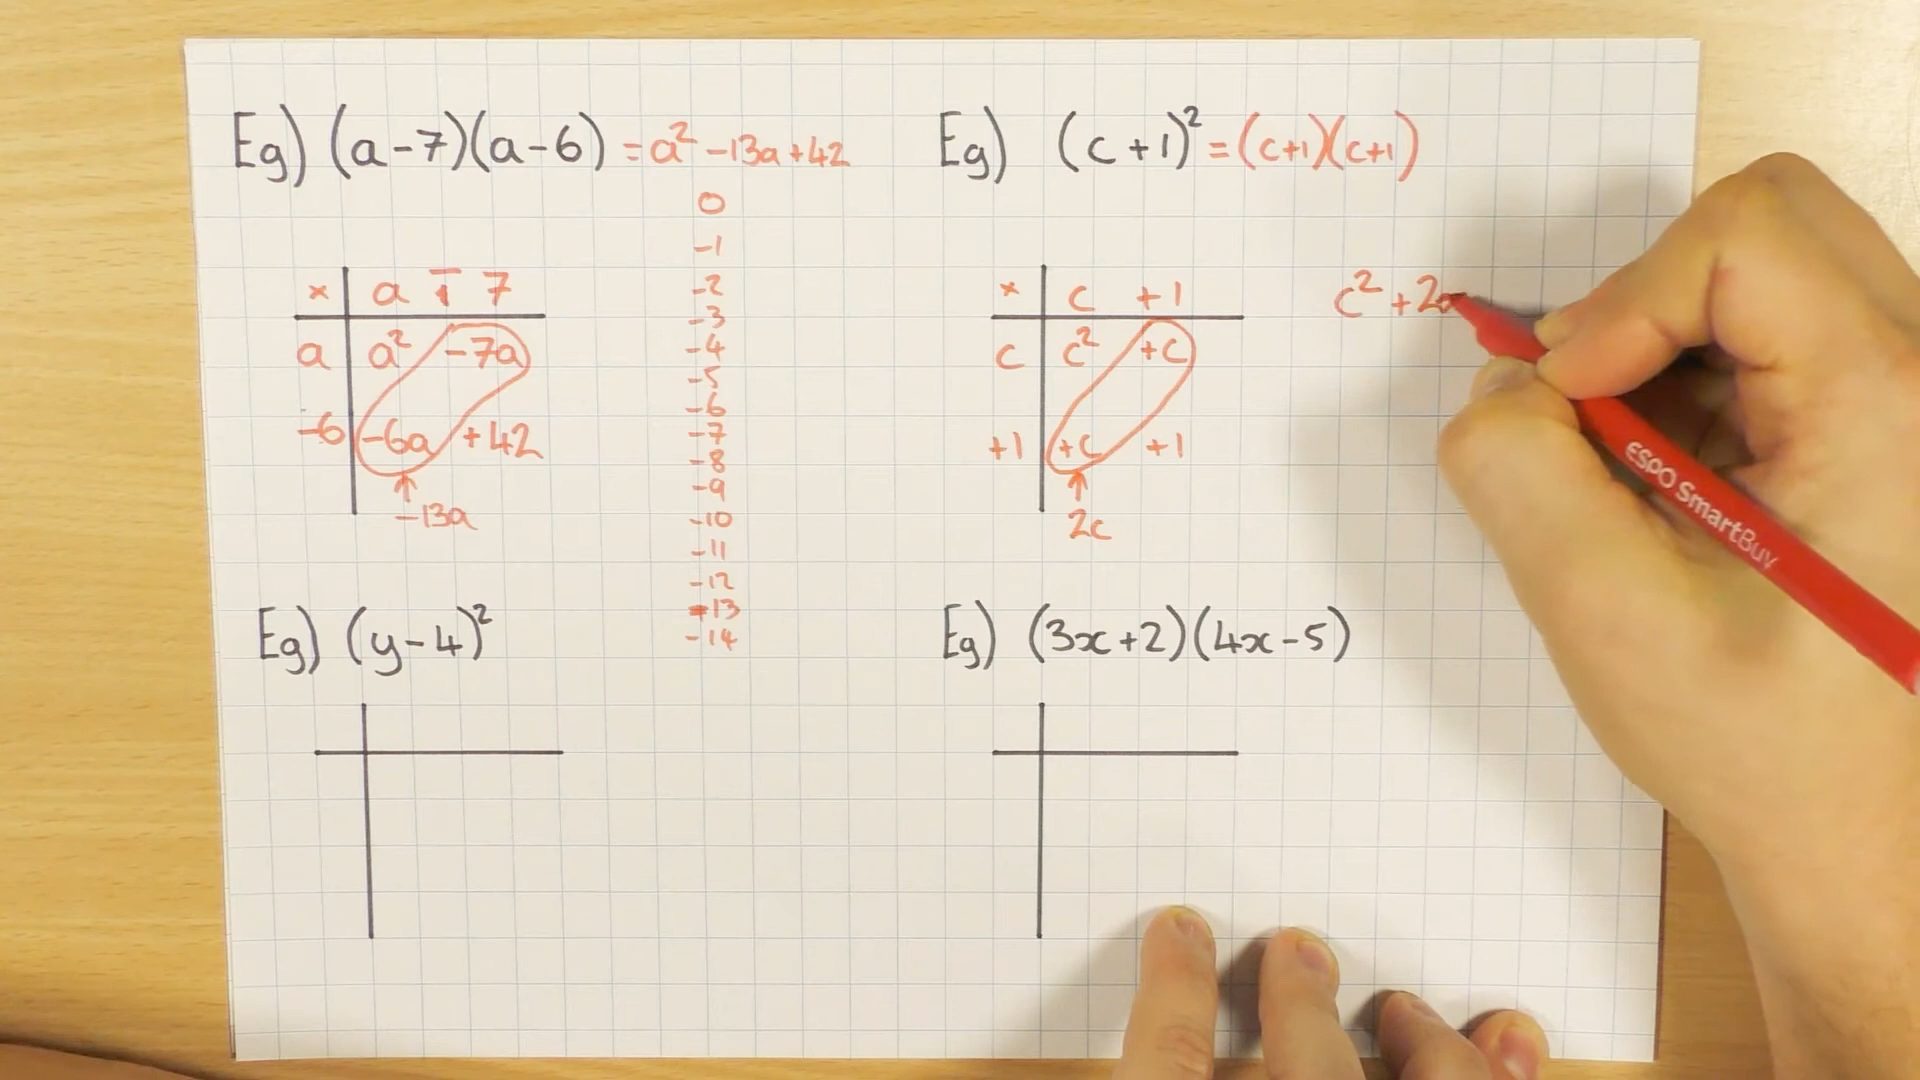 Eg) (a-7)(a-6) = a² -13a+42
0
-1
-2
-3
-4
-5
-6
-7
-8
-9
-10
-11
-12
-13
-14
× a - 7
a a² -7a
-6 -6a +42
-13a
Eg) (c+1)² = (c+1)(c+1)
× c +1
c c² +c
+1 +c +1
2c
c² +2
Eg) (y-4)²
Eg) (3x+2)(4x-5)
ESPO SmartBuy